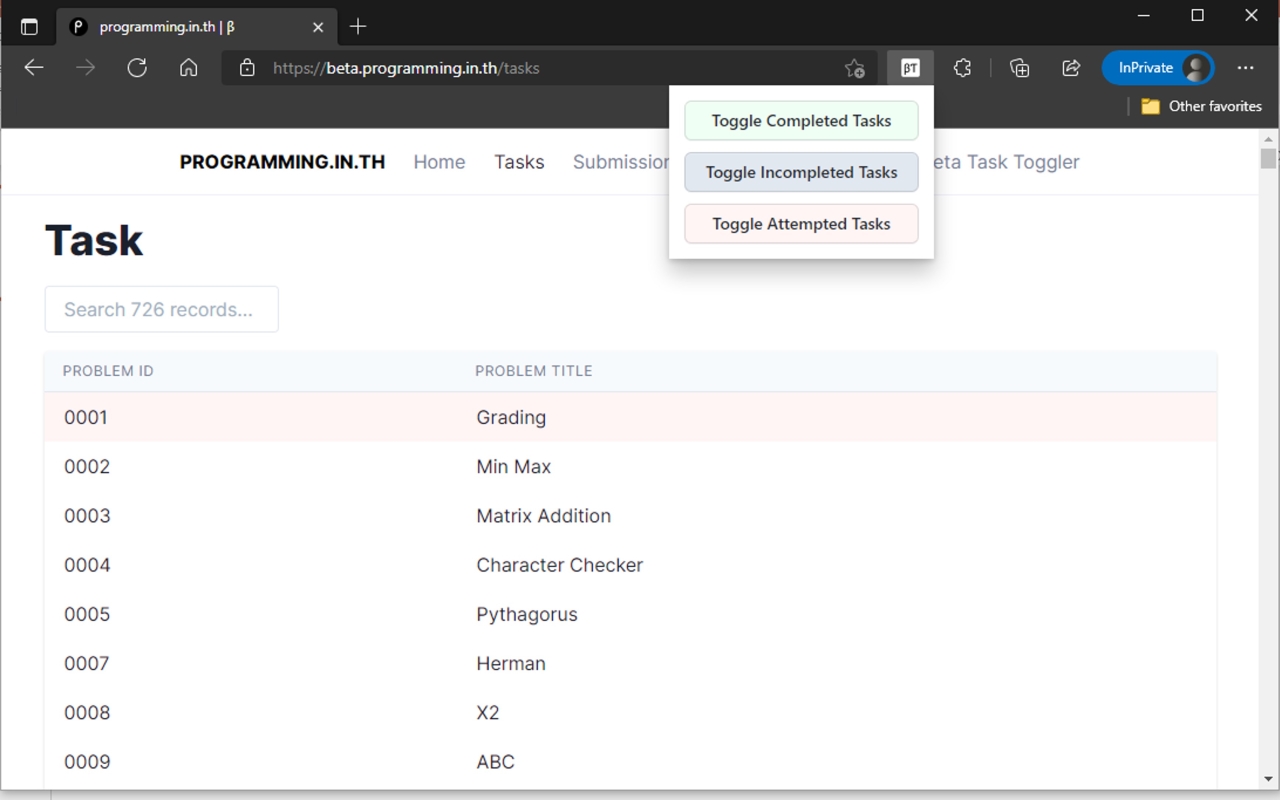 programming.in.th | β
https://beta.programming.in.th/tasks
βT
InPrivate
Other favorites
Toggle Completed Tasks
Toggle Incompleted Tasks
Toggle Attempted Tasks
PROGRAMMING.IN.TH Home Tasks Submission eta Task Toggler
Task
Search 726 records...
PROBLEM ID PROBLEM TITLE
0001 Grading
0002 Min Max
0003 Matrix Addition
0004 Character Checker
0005 Pythagorus
0007 Herman
0008 X2
0009 ABC